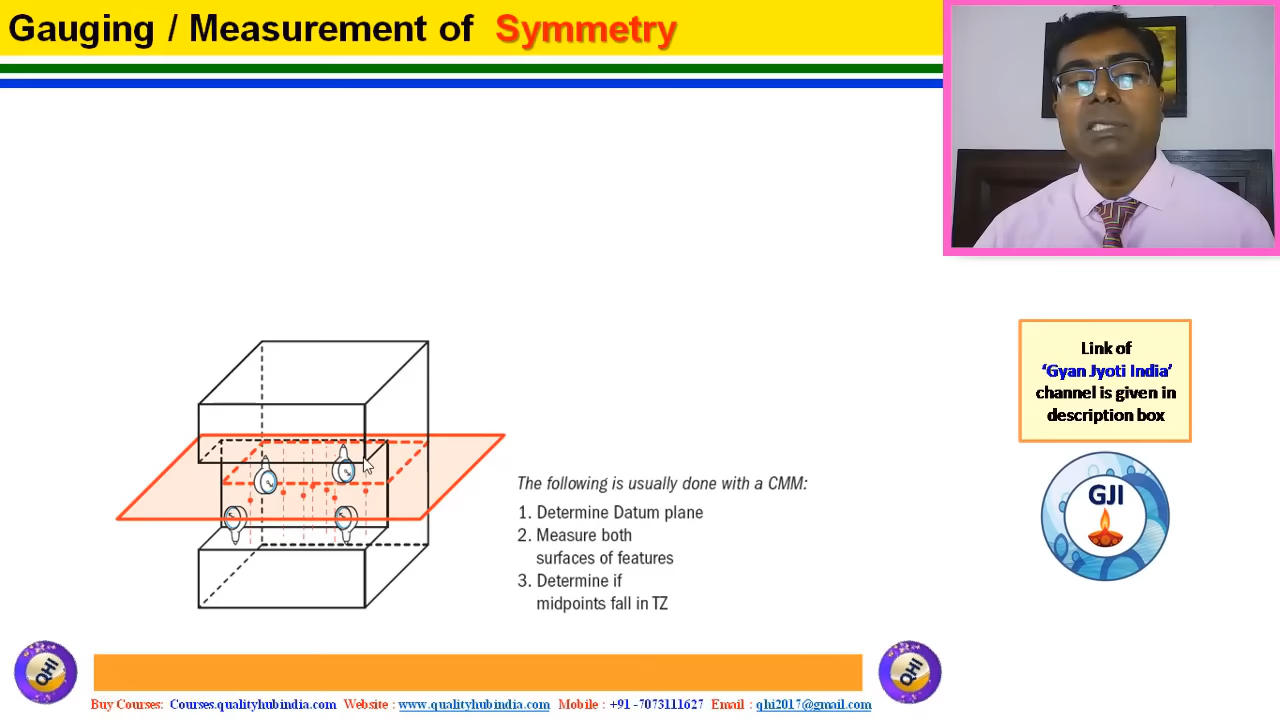 Gauging / Measurement of Symmetry
Link of
‘Gyan Jyoti India’
channel is given in
description box
GJI
The following is usually done with a CMM:
1. Determine Datum plane
2. Measure both
surfaces of features
3. Determine if
midpoints fall in TZ
QHI
QHI
Buy Courses: Courses.qualityhubindia.com Website : www.qualityhubindia.com Mobile : +91 -7073111627 Email : qhi2017@gmail.com